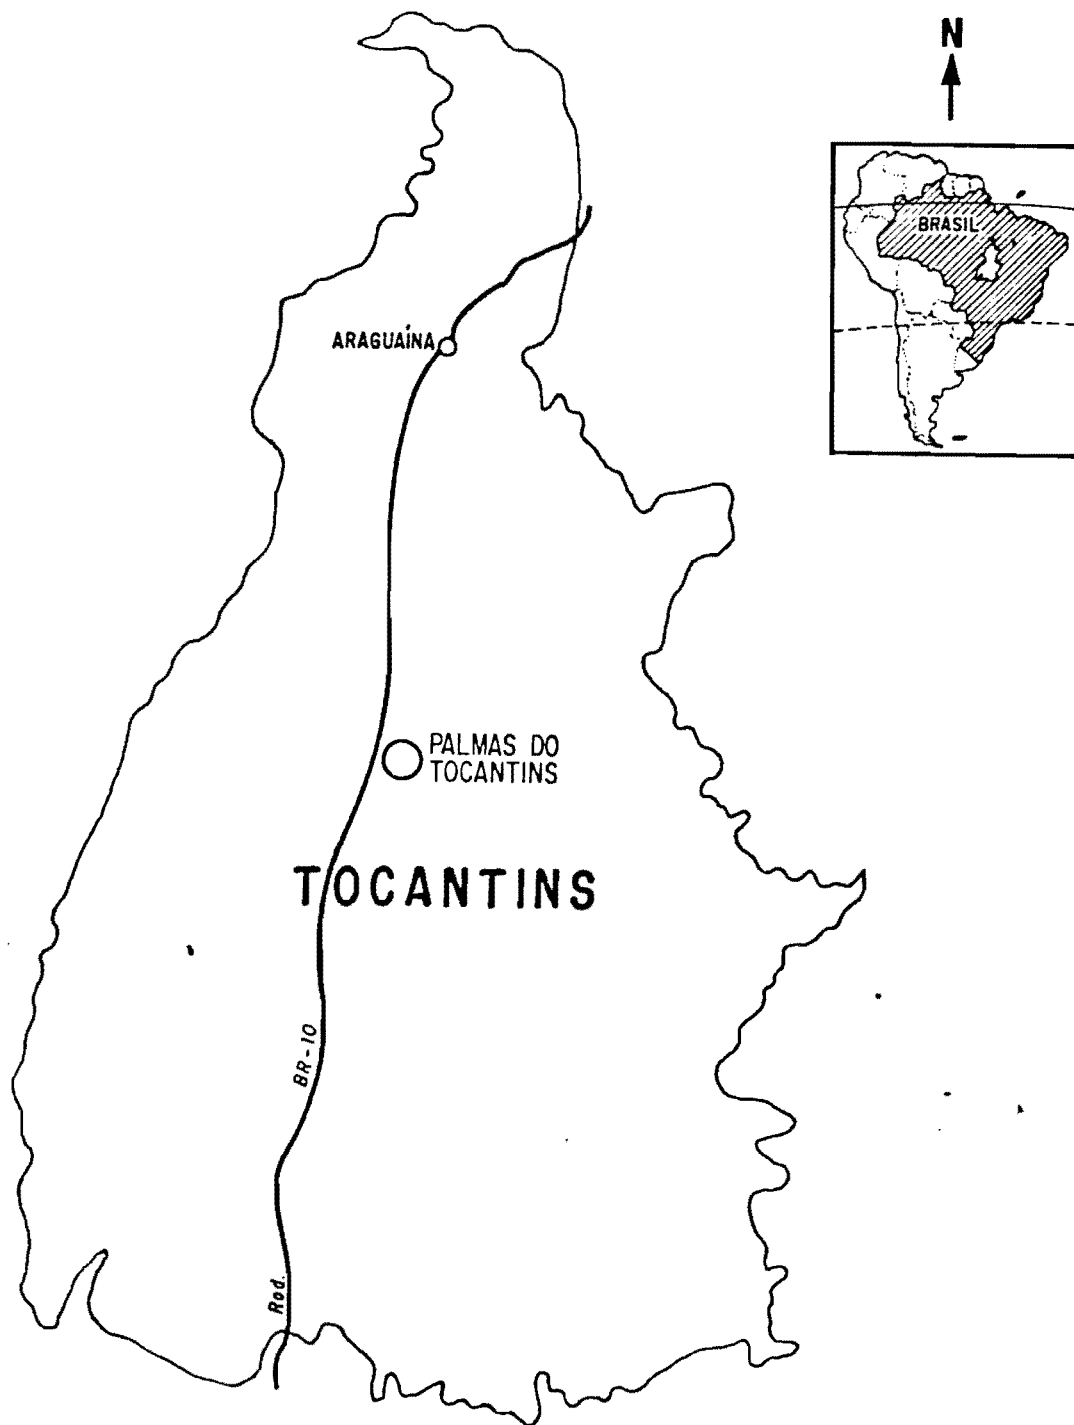 N
BRASIL
ARAGUAÍNA
PALMAS DO
TOCANTINS
TOCANTINS
BR-10
Rod.